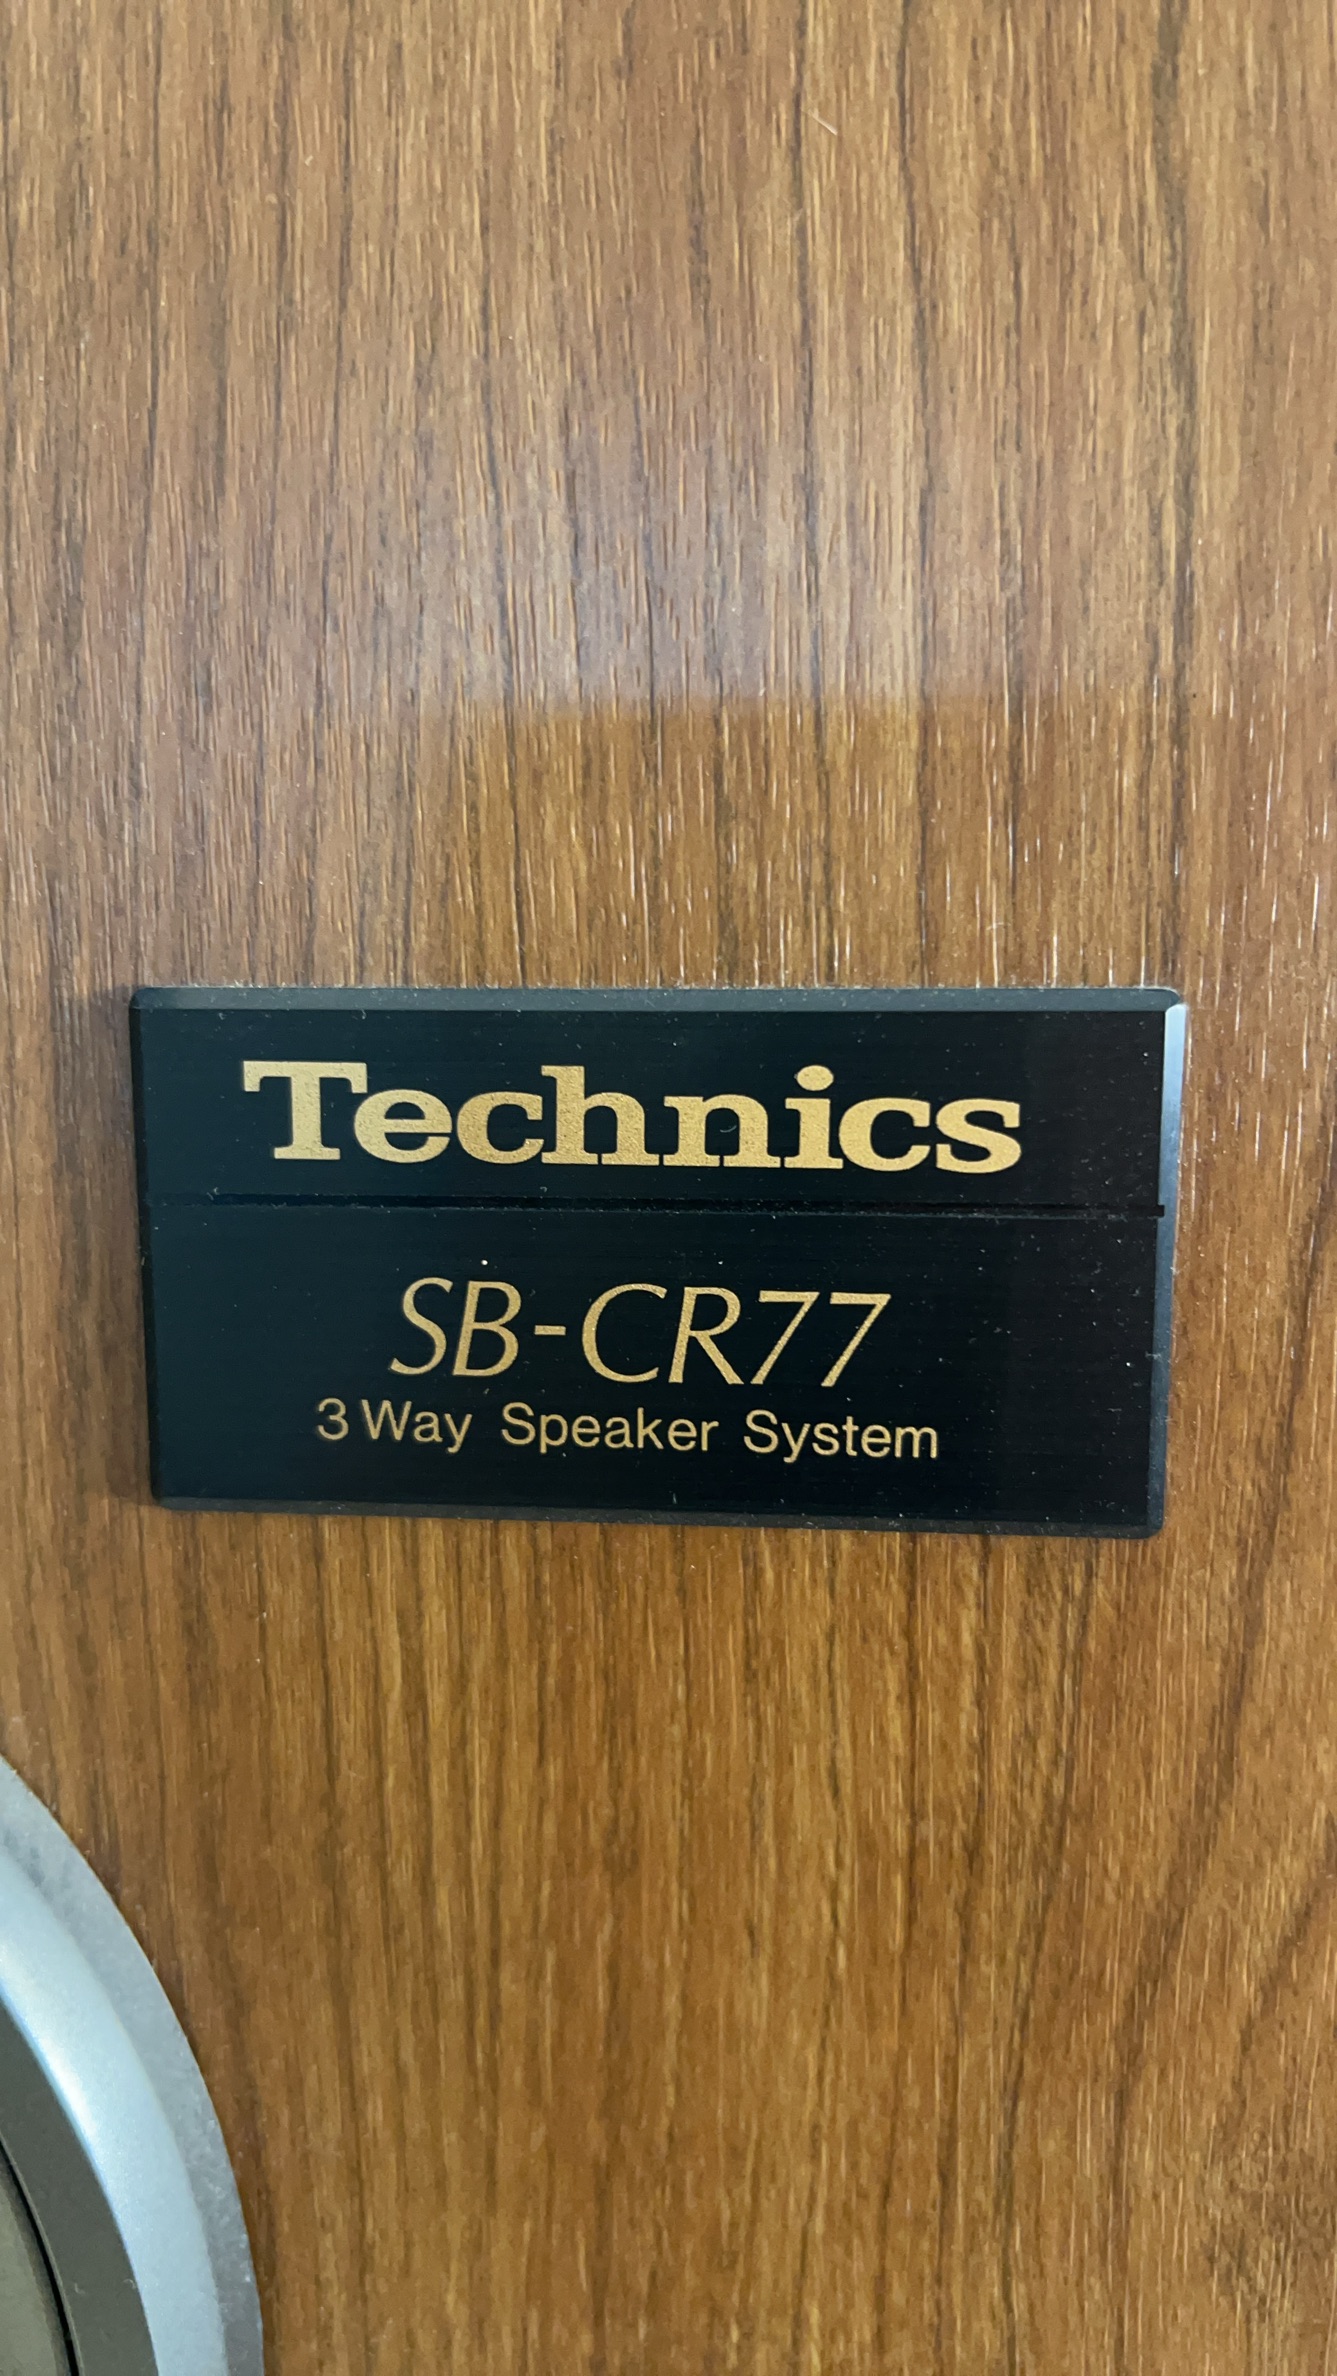 Technics
SB-CR77
3 Way Speaker System